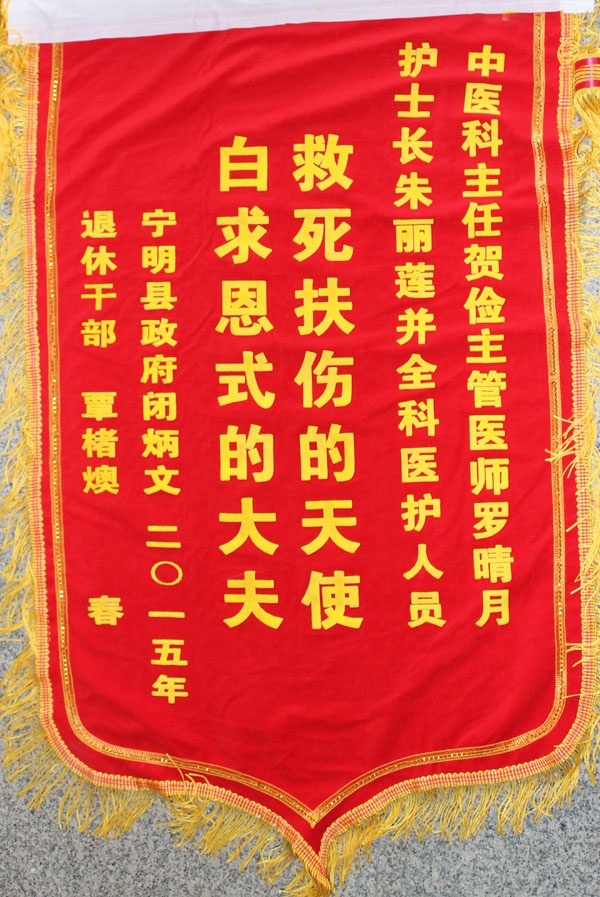 中医科主任贺俭主管医师罗晴月
护士长朱丽莲并全科医护人员
救死扶伤的天使
白求恩式的大夫
宁明县政府闭炳文 二〇一五年
退休干部 覃楮燠 春